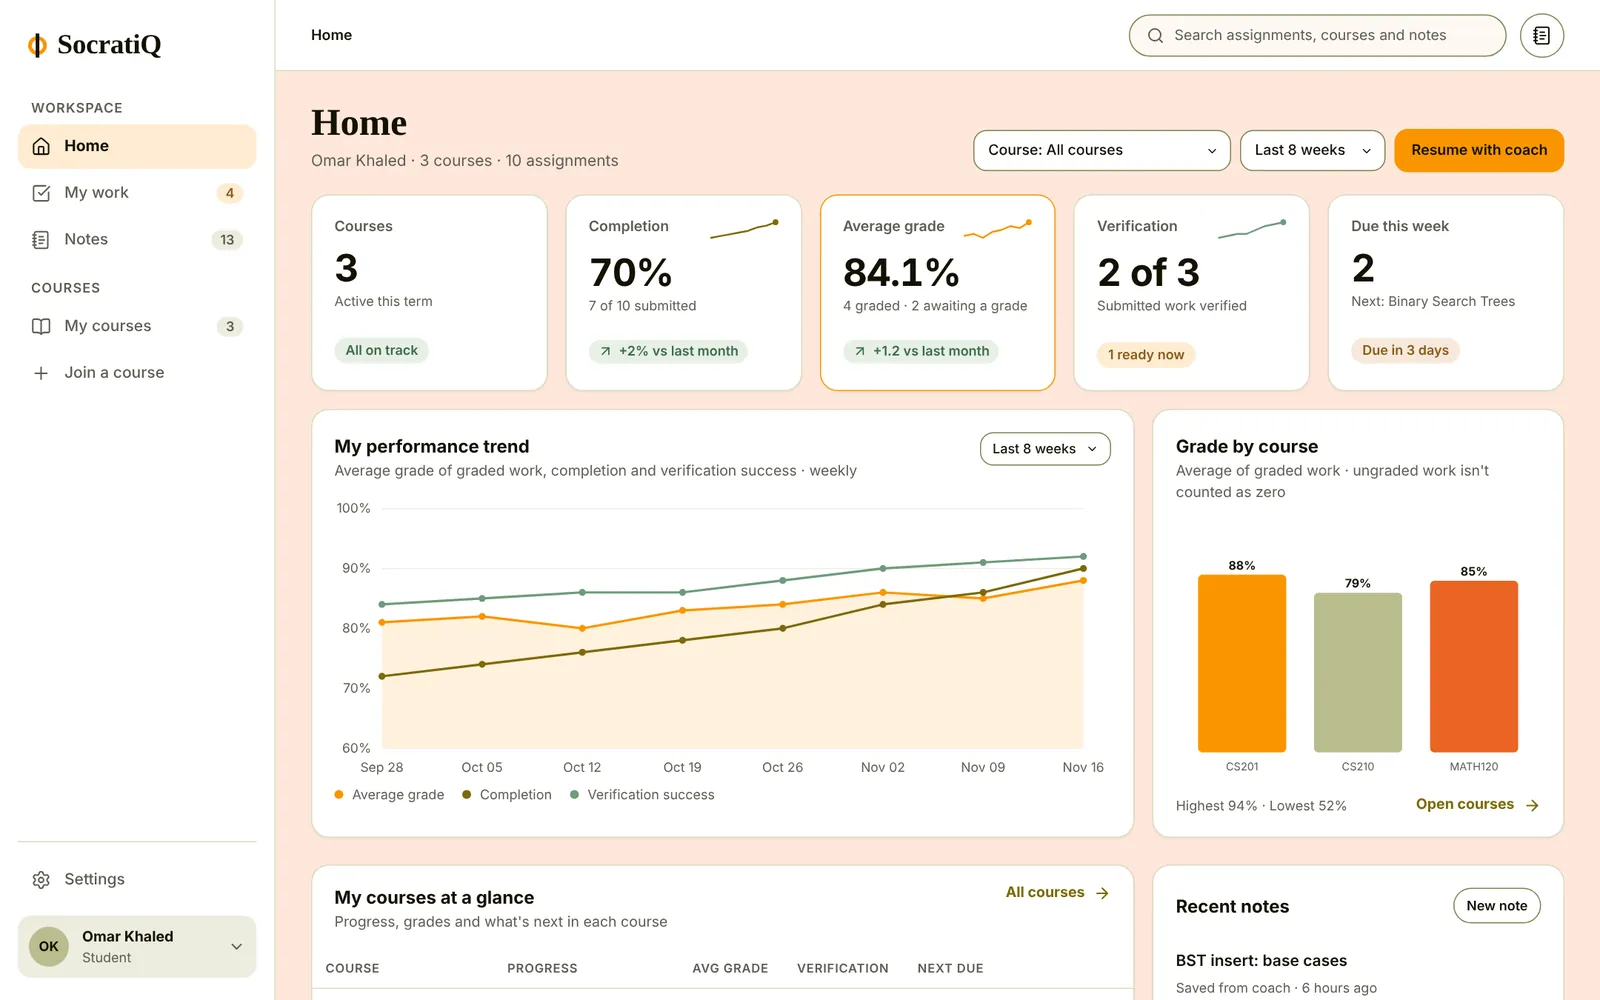 SocratiQ
WORKSPACE
Home
My work 4
Notes 13
COURSES
My courses 3
Join a course
Settings
OK
Omar Khaled
Student
Home
Search assignments, courses and notes
Home
Omar Khaled · 3 courses · 10 assignments
Course: All courses
Last 8 weeks
Resume with coach
Courses
3
Active this term
All on track
Completion
70%
7 of 10 submitted
+2% vs last month
Average grade
84.1%
4 graded · 2 awaiting a grade
+1.2 vs last month
Verification
2 of 3
Submitted work verified
1 ready now
Due this week
2
Next: Binary Search Trees
Due in 3 days
My performance trend
Average grade of graded work, completion and verification success · weekly
Last 8 weeks
100%
90%
80%
70%
60%
Sep 28 Oct 05 Oct 12 Oct 19 Oct 26 Nov 02 Nov 09 Nov 16
Average grade Completion Verification success
Grade by course
Average of graded work · ungraded work isn't
counted as zero
88% 79% 85%
CS201 CS210 MATH120
Highest 94% · Lowest 52%
Open courses
My courses at a glance
Progress, grades and what's next in each course
All courses
COURSE PROGRESS AVG GRADE VERIFICATION NEXT DUE
Recent notes
New note
BST insert: base cases
Saved from coach · 6 hours ago